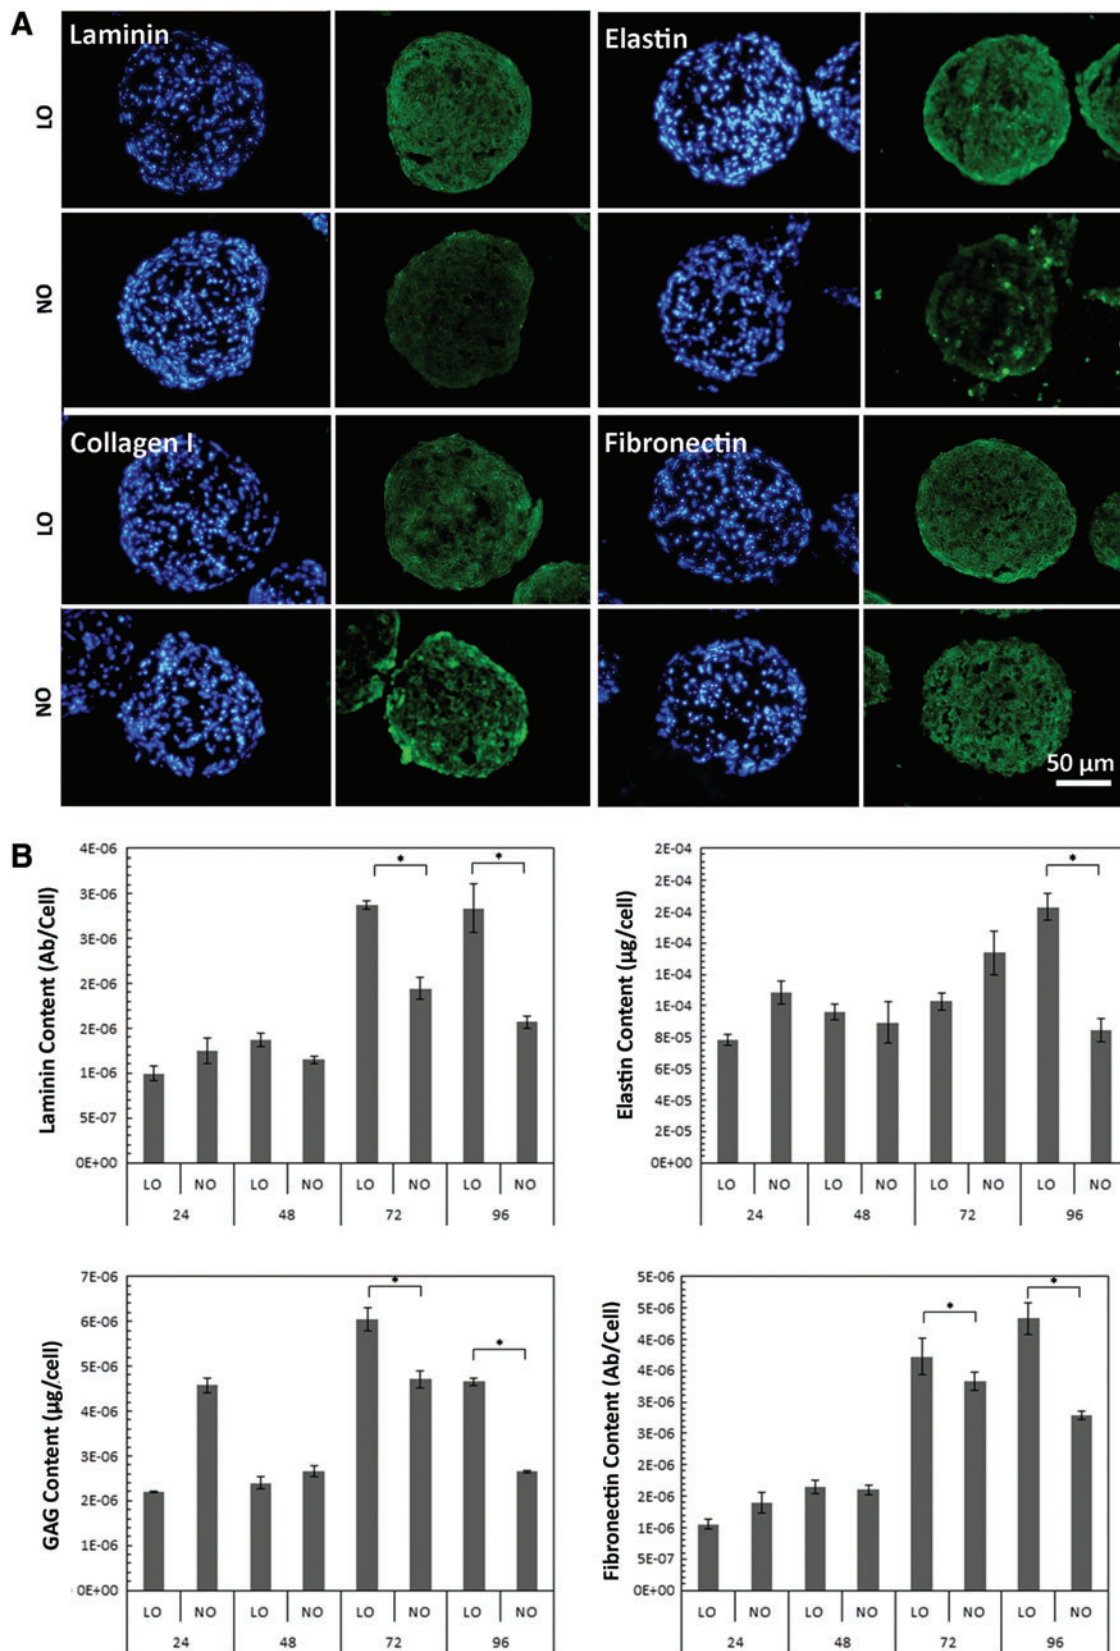 A
Laminin
Elastin
LO
NO
Collagen I
Fibronectin
LO
NO
50 µm
B
Laminin Content (Ab/Cell)
4E-06
3E-06
3E-06
2E-06
2E-06
1E-06
5E-07
0E+00
*
*
LO NO LO NO LO NO LO NO
24 48 72 96
Elastin Content (µg/cell)
2E-04
2E-04
2E-04
1E-04
1E-04
1E-04
8E-05
6E-05
4E-05
2E-05
0E+00
*
LO NO LO NO LO NO LO NO
24 48 72 96
GAG Content (µg/cell)
7E-06
6E-06
5E-06
4E-06
3E-06
2E-06
1E-06
0E+00
*
*
LO NO LO NO LO NO LO NO
24 48 72 96
Fibronectin Content (Ab/Cell)
5E-06
5E-06
4E-06
4E-06
3E-06
3E-06
2E-06
2E-06
1E-06
5E-07
0E+00
*
*
LO NO LO NO LO NO LO NO
24 48 72 96